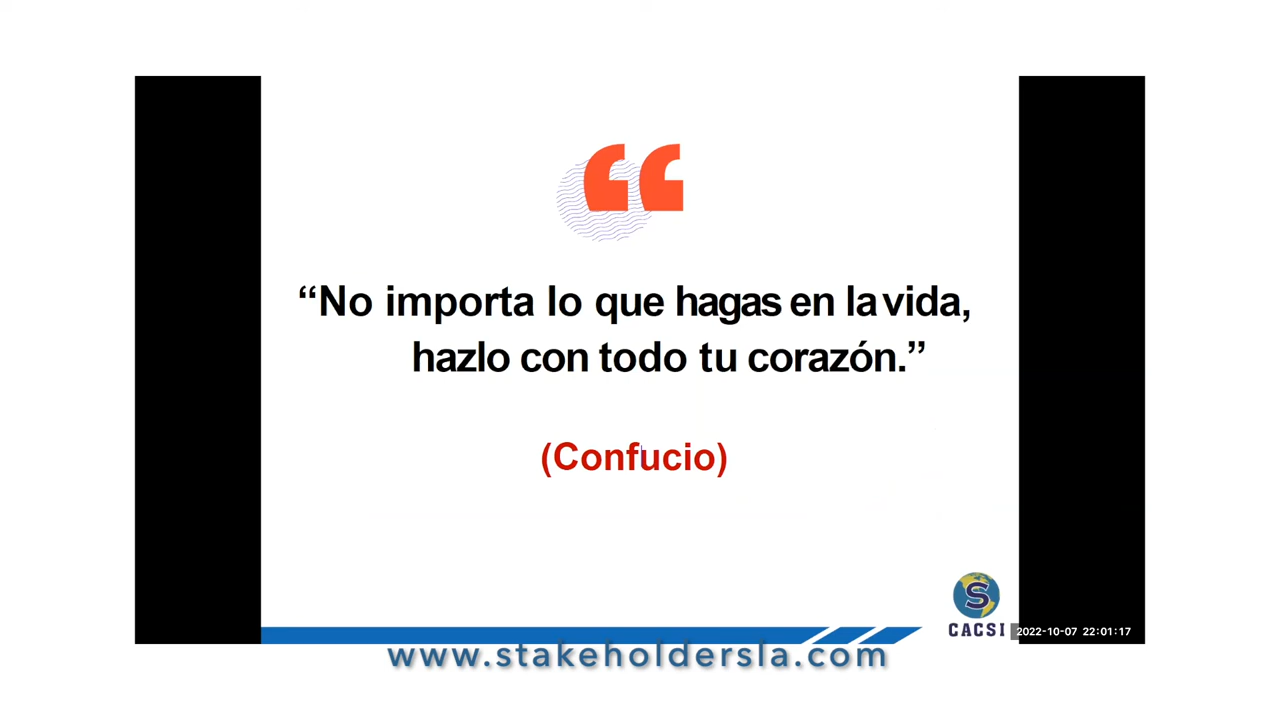 “No importa lo que hagas en la vida,
hazlo con todo tu corazón.”
(Confucio)
S
CACSI
2022-10-07 22:01:17
www.stakeholdersla.com